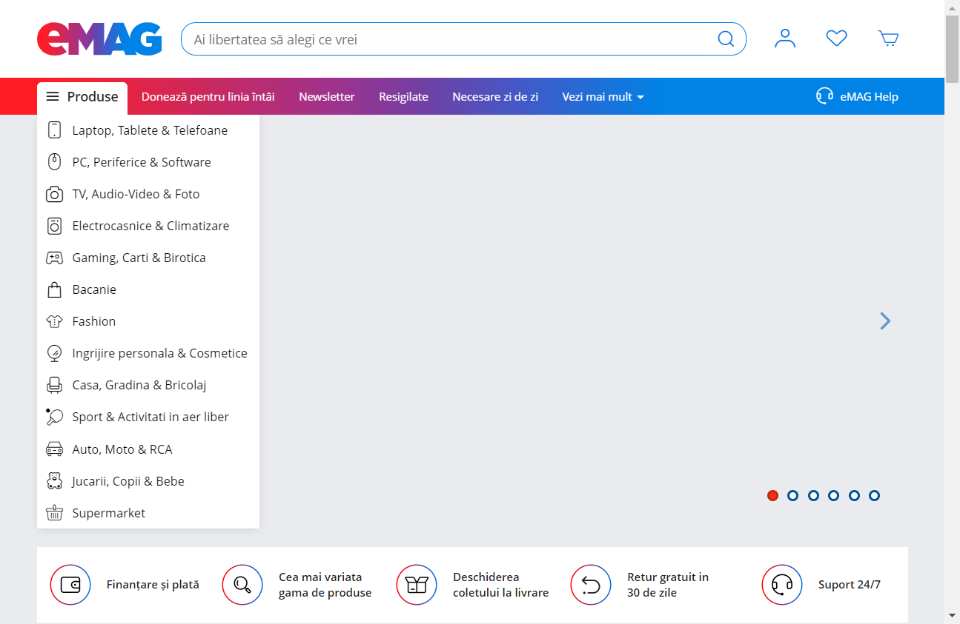 eMAG
Ai libertatea să alegi ce vrei
Produse
Donează pentru linia întâi
Newsletter
Resigilate
Necesare zi de zi
Vezi mai mult
eMAG Help
Laptop, Tablete & Telefoane
PC, Periferice & Software
TV, Audio-Video & Foto
Electrocasnice & Climatizare
Gaming, Carti & Birotica
Bacanie
Fashion
Ingrijire personala & Cosmetice
Casa, Gradina & Bricolaj
Sport & Activitati in aer liber
Auto, Moto & RCA
Jucarii, Copii & Bebe
Supermarket
Finanțare și plată
Cea mai variata
gama de produse
Deschiderea
coletului la livrare
Retur gratuit in
30 de zile
Suport 24/7